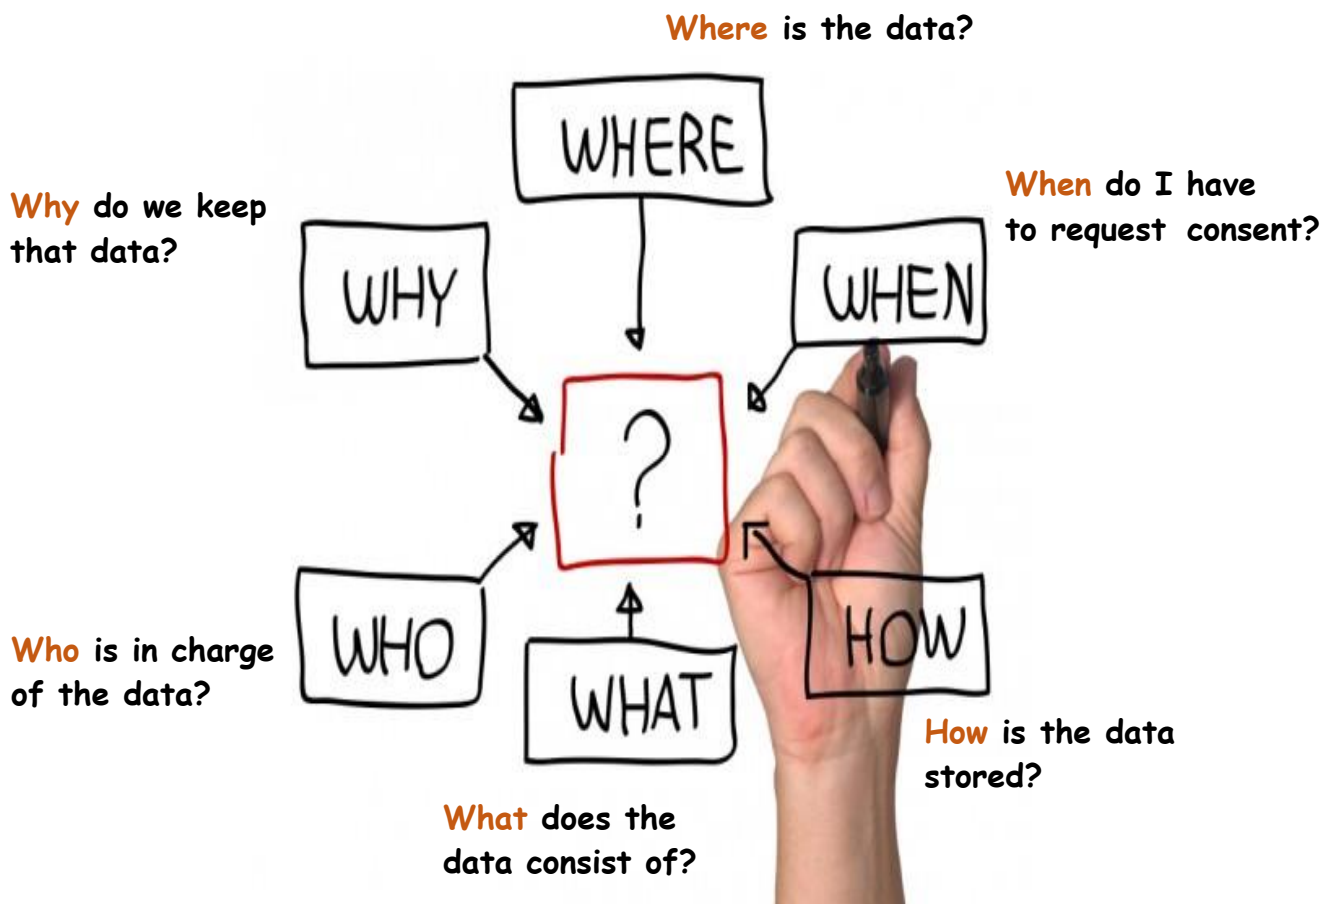 Where is the data?
WHERE
When do I have
to request consent?
WHEN
Why do we keep
that data?
WHY
?
Who is in charge
of the data?
WHO
WHAT
HOW
How is the data
stored?
What does the
data consist of?